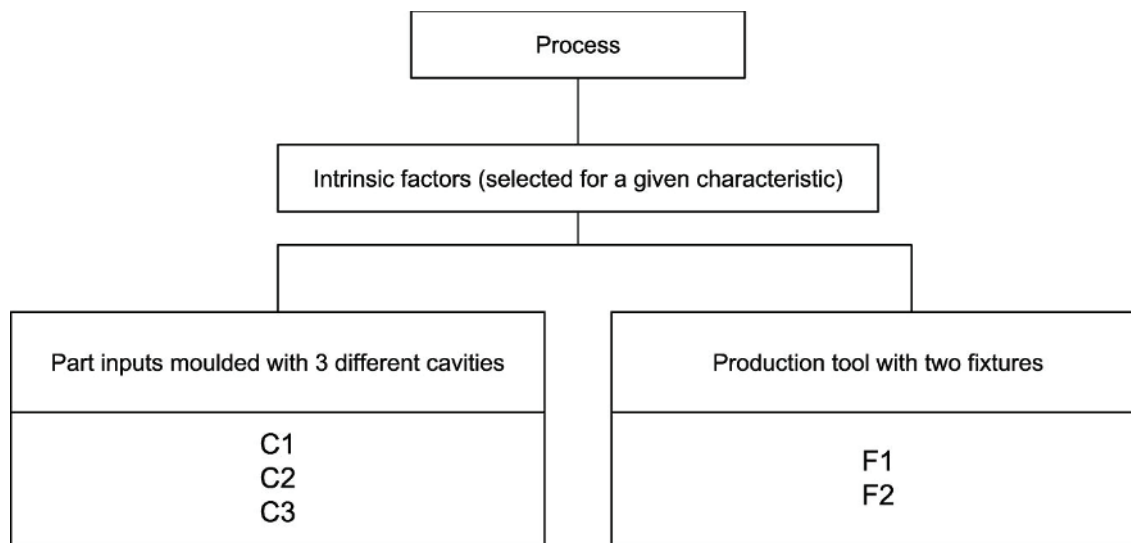 Process
Intrinsic factors (selected for a given characteristic)
Part inputs moulded with 3 different cavities
C1
C2
C3
Production tool with two fixtures
F1
F2